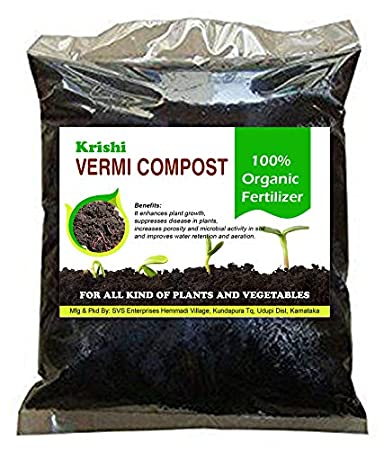 Krishi
VERMI COMPOST
100%
Organic
Fertilizer
Benefits:
It enhances plant growth,
suppresses disease in plants,
increases porosity and microbial activity in soil
and improves water retention and aeration.
FOR ALL KIND OF PLANTS AND VEGETABLES
Mfg & Pkd By: SVS Enterprises Hemmadi Village, Kundapura Tq, Udupi Dist, Karnataka